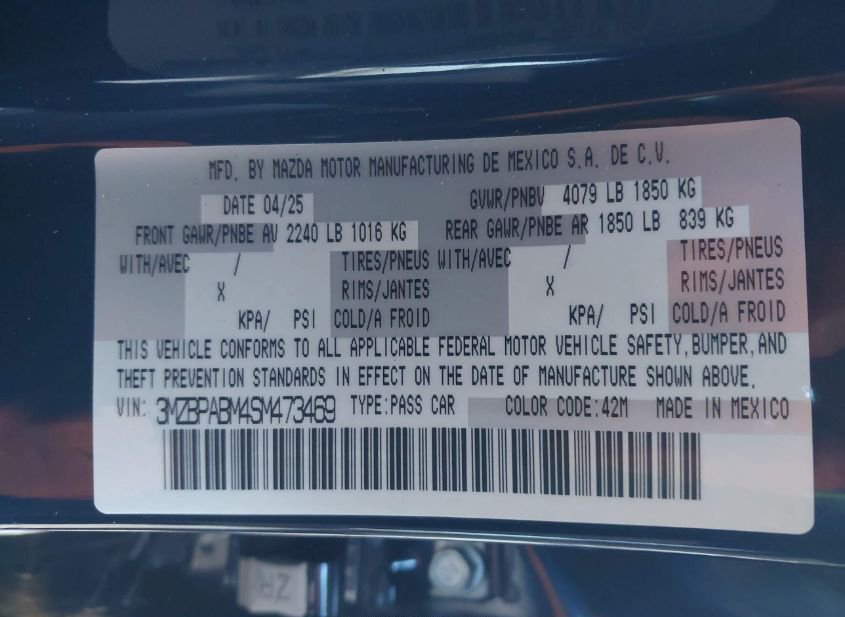 MFD. BY MAZDA MOTOR MANUFACTURING DE MEXICO S.A. DE C.V.
DATE 04/25 GVWR/PNBV 4079 LB 1850 KG
FRONT GAWR/PNBE AV 2240 LB 1016 KG REAR GAWR/PNBE AR 1850 LB 839 KG
WITH/AVEC / TIRES/PNEUS WITH/AVEC / TIRES/PNEUS
X RIMS/JANTES X RIMS/JANTES
KPA/ PSI COLD/A FROID KPA/ PSI COLD/A FROID
THIS VEHICLE CONFORMS TO ALL APPLICABLE FEDERAL MOTOR VEHICLE SAFETY, BUMPER, AND
THEFT PREVENTION STANDARDS IN EFFECT ON THE DATE OF MANUFACTURE SHOWN ABOVE.
VIN: 3MZBPABM4SM473469 TYPE:PASS CAR COLOR CODE:42M MADE IN MEXICO
ZR